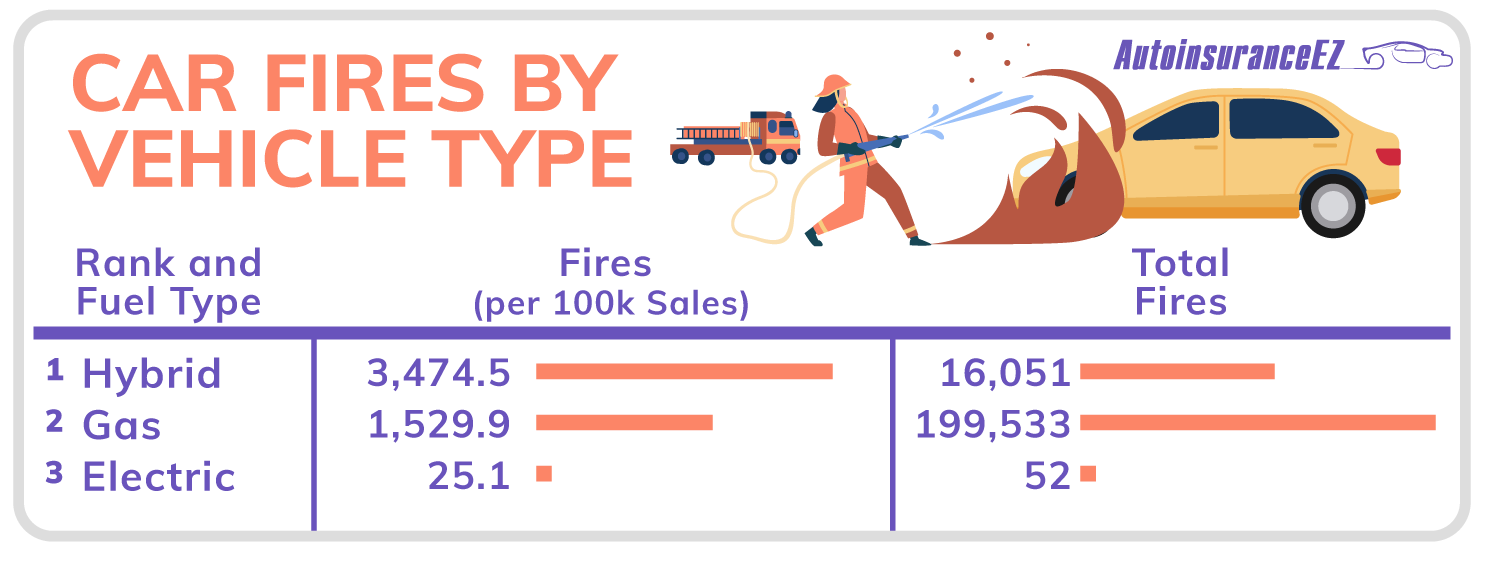 CAR FIRES BY
VEHICLE TYPE
AutoinsuranceEZ
Rank and
Fuel Type
Fires
(per 100k Sales)
Total
Fires
1 Hybrid 3,474.5 16,051
2 Gas 1,529.9 199,533
3 Electric 25.1 52